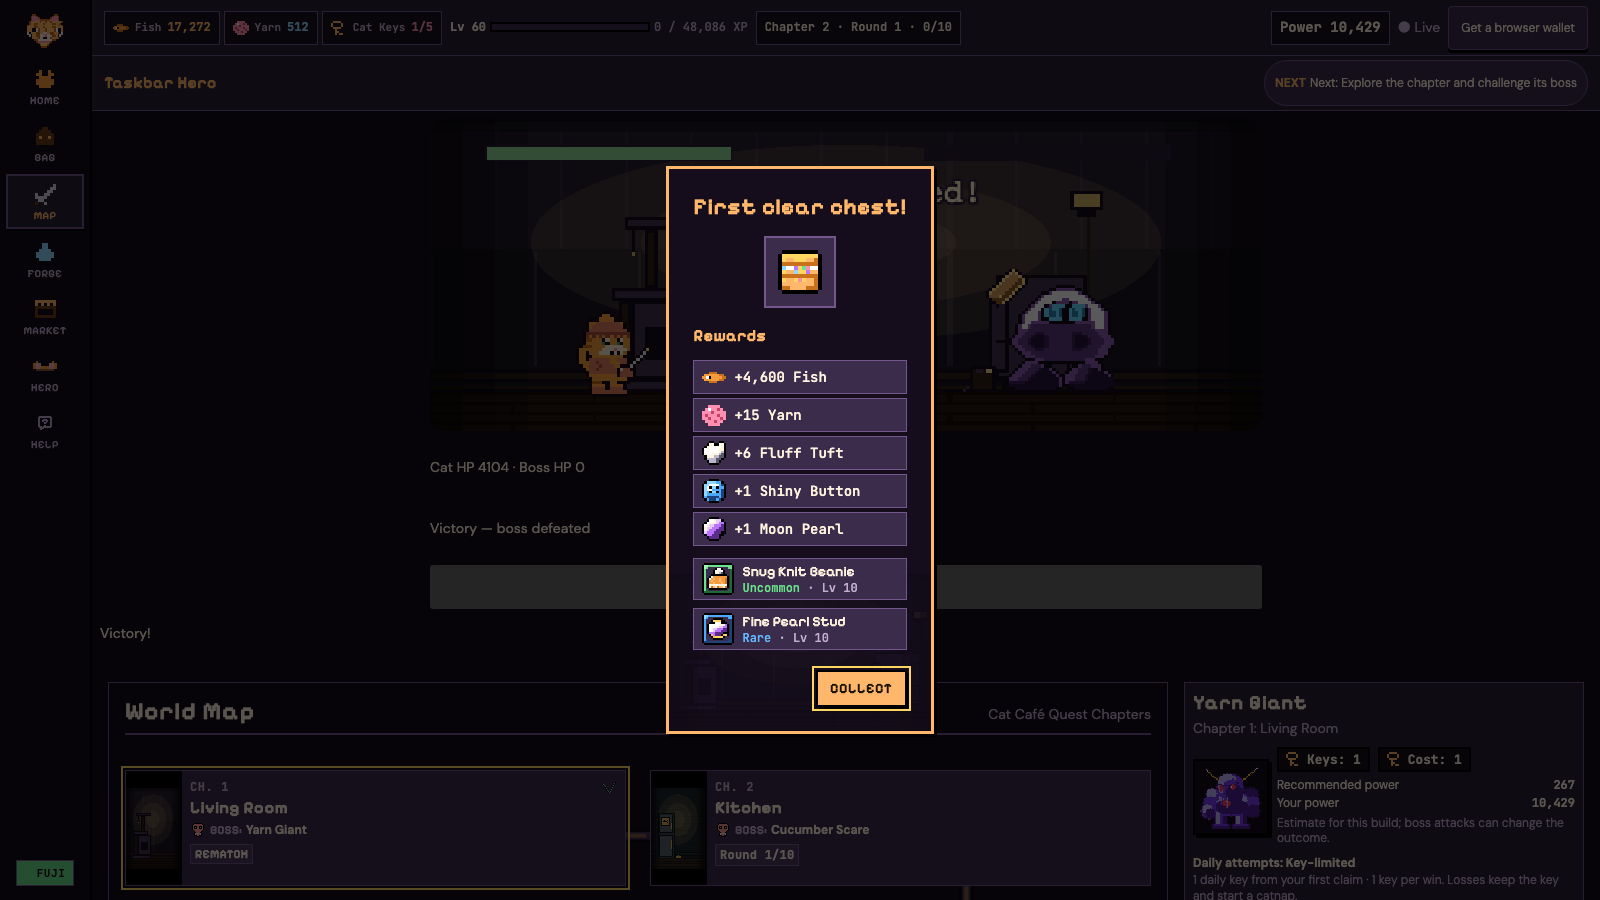 Fish 17,272
Yarn 512
Cat Keys 1/5
Lv 60
0 / 48,086 XP
Chapter 2 · Round 1 · 0/10
Power 10,429
Live
Get a browser wallet
HOME
BAG
MAP
FORGE
MARKET
HERO
HELP
FUJI
Taskbar Hero
NEXT Next: Explore the chapter and challenge its boss
ed!
First clear chest!
Rewards
+4,600 Fish
+15 Yarn
+6 Fluff Tuft
+1 Shiny Button
+1 Moon Pearl
Snug Knit Beanie
Uncommon · Lv 10
Fine Pearl Stud
Rare · Lv 10
COLLECT
Cat HP 4104 · Boss HP 0
Victory — boss defeated
Victory!
World Map
Cat Café Quest Chapters
CH. 1
Living Room
BOSS: Yarn Giant
REMATCH
CH. 2
Kitchen
BOSS: Cucumber Scare
Round 1/10
Yarn Giant
Chapter 1: Living Room
Keys: 1
Cost: 1
Recommended power 267
Your power 10,429
Estimate for this build; boss attacks can change the
outcome.
Daily attempts: Key-limited
1 daily key from your first claim · 1 key per win. Losses keep the key
and start a catnap.